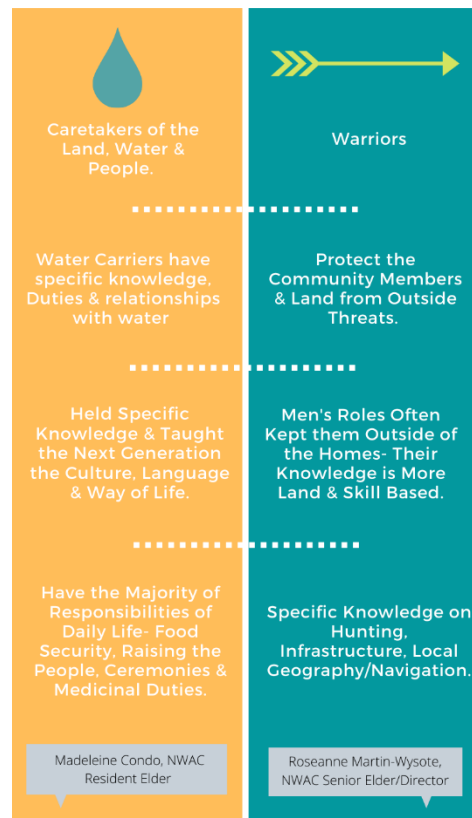 Caretakers of the
Land, Water &
People.
Water Carriers have
specific knowledge,
Duties & relationships
with water
Held Specific
Knowledge & Taught
the Next Generation
the Culture, Language
& Way of Life.
Have the Majority of
Responsibilities of
Daily Life- Food
Security, Raising the
People, Ceremonies &
Medicinal Duties.
Madeleine Condo, NWAC
Resident Elder
Warriors
Protect the
Community Members
& Land from Outside
Threats.
Men's Roles Often
Kept them Outside of
the Homes- Their
Knowledge is More
Land & Skill Based.
Specific Knowledge on
Hunting,
Infrastructure, Local
Geography/Navigation.
Roseanne Martin-Wysote,
NWAC Senior Elder/Director